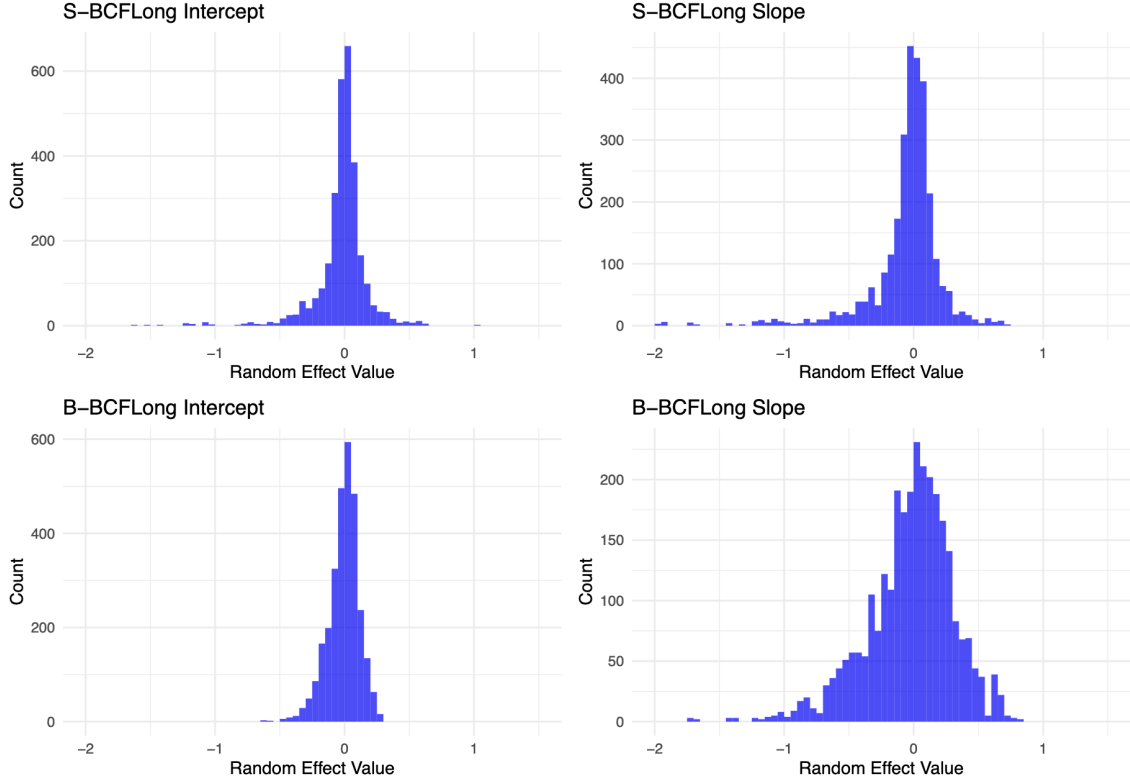 S−BCFLong Intercept
600
400
200
0
Count
−2 −1 0 1
Random Effect Value
S−BCFLong Slope
400
300
200
100
0
Count
−2 −1 0 1
Random Effect Value
B−BCFLong Intercept
600
400
200
0
Count
−2 −1 0 1
Random Effect Value
B−BCFLong Slope
200
150
100
50
0
Count
−2 −1 0 1
Random Effect Value